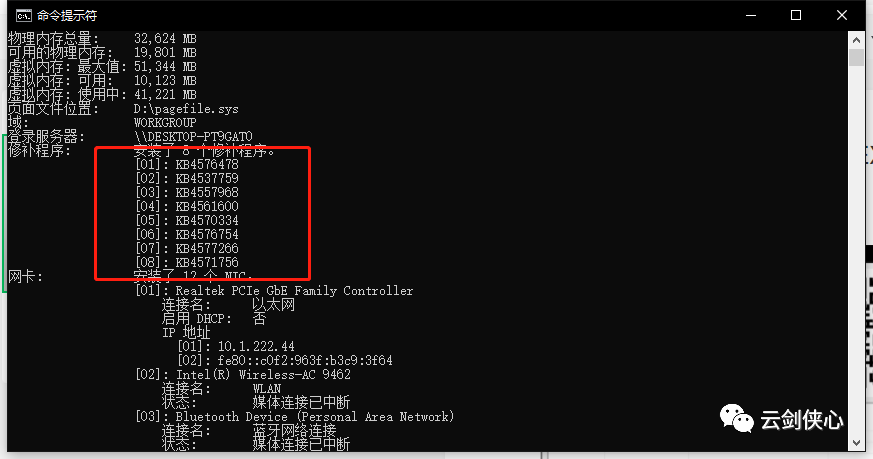 命令提示符
物理内存总量: 32,624 MB
可用的物理内存: 19,801 MB
虚拟内存: 最大值: 51,344 MB
虚拟内存: 可用: 10,123 MB
虚拟内存: 使用中: 41,221 MB
页面文件位置: D:\pagefile.sys
域: WORKGROUP
登录服务器: \\DESKTOP-PT9GATO
修补程序: 安装了 8 个修补程序。
[01]: KB4576478
[02]: KB4537759
[03]: KB4557968
[04]: KB4561600
[05]: KB4570334
[06]: KB4576754
[07]: KB4577266
[08]: KB4571756
网卡: 安装了 12 个 NIC。
[01]: Realtek PCIe GbE Family Controller
连接名: 以太网
启用 DHCP: 否
IP 地址
[01]: 10.1.222.44
[02]: fe80::c0f2:963f:b3c9:3f64
[02]: Intel(R) Wireless-AC 9462
连接名: WLAN
状态: 媒体连接已中断
[03]: Bluetooth Device (Personal Area Network)
连接名: 蓝牙网络连接
状态: 媒体连接已中断
云剑侠心